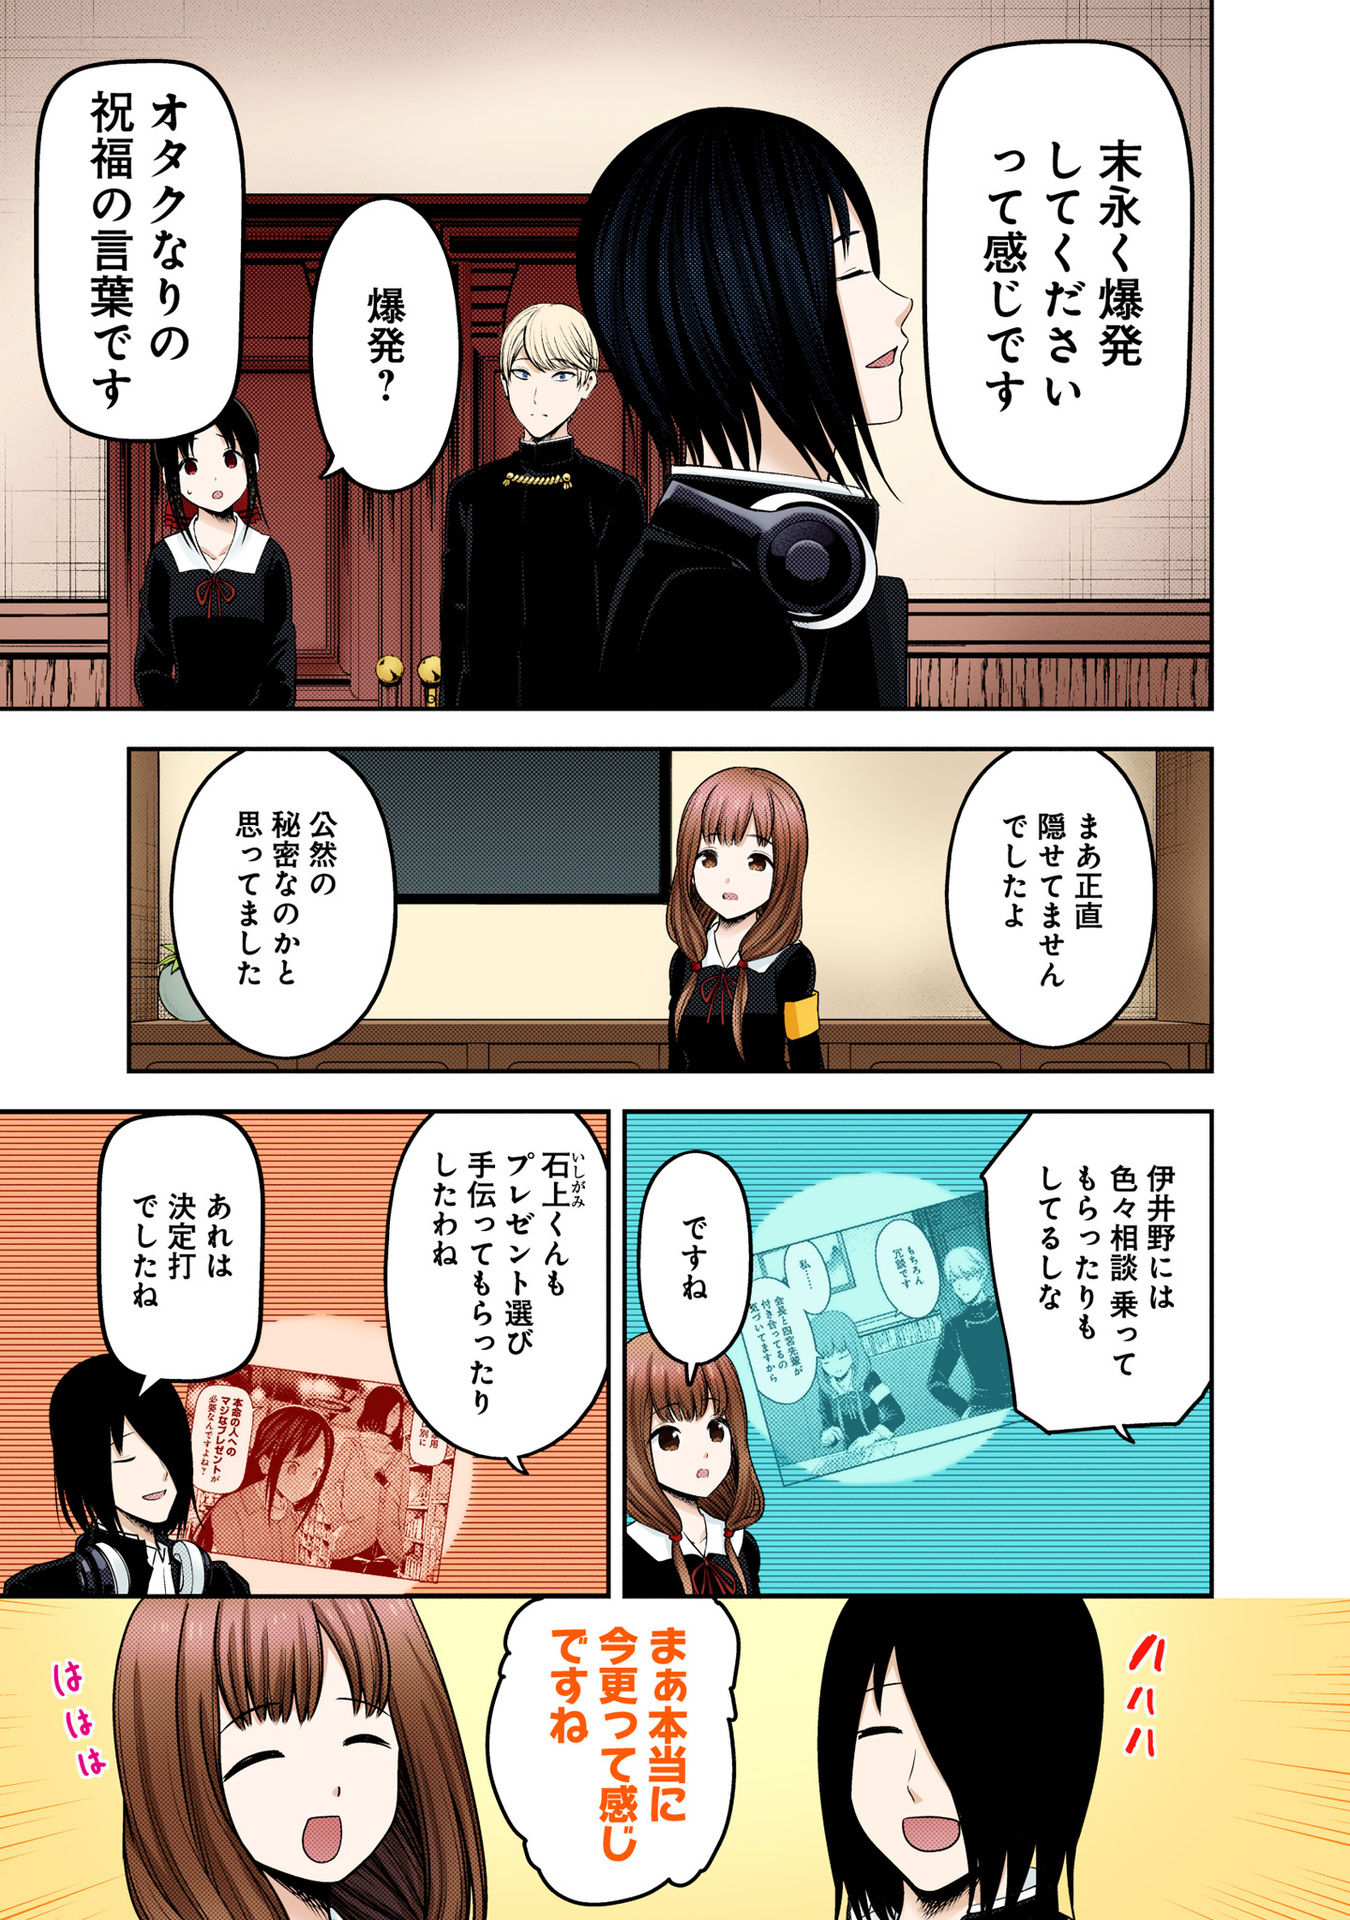 末永く爆発
してください
って感じです
爆発?
オタクなりの
祝福の言葉です
まあ正直
隠せてません
でしたよ
公然の
秘密なのかと
思ってました
伊井野には
色々相談乗って
もらったりも
してるしな
もちろん
冗談です
私……
会長と四宮先輩が
付き合ってるの
気づいてますから
ですね
石上くんも
いしがみ
プレゼント選び
手伝ってもらったり
したわね
本命の人への
マジなプレゼントが
必要なんですよね?
あれは
決定打
でしたね
ハハハ
まぁ本当に
今更って感じ
ですね
ははは